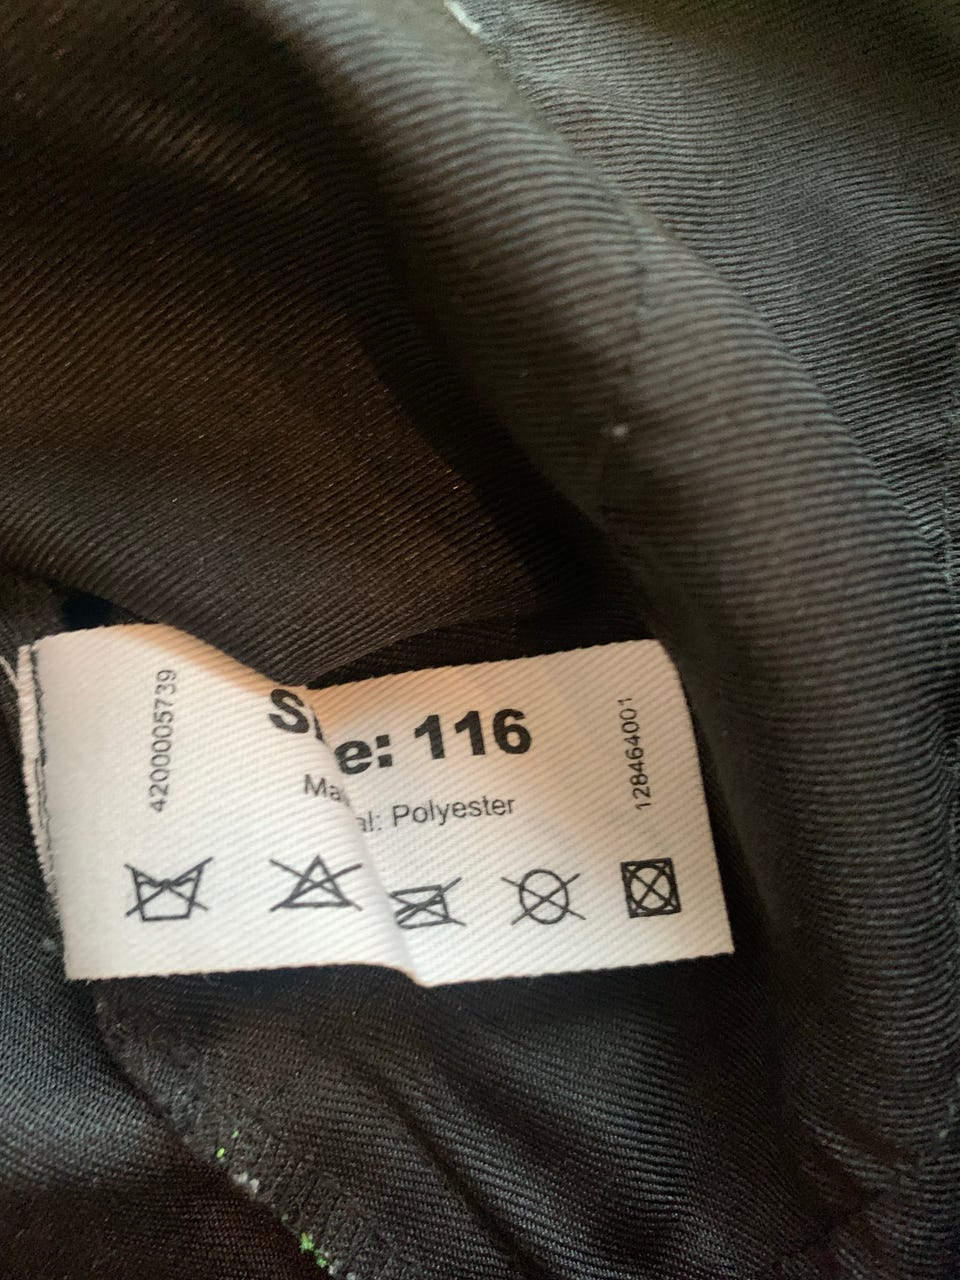 4200005739
S e: 116
Ma al: Polyester
128464001